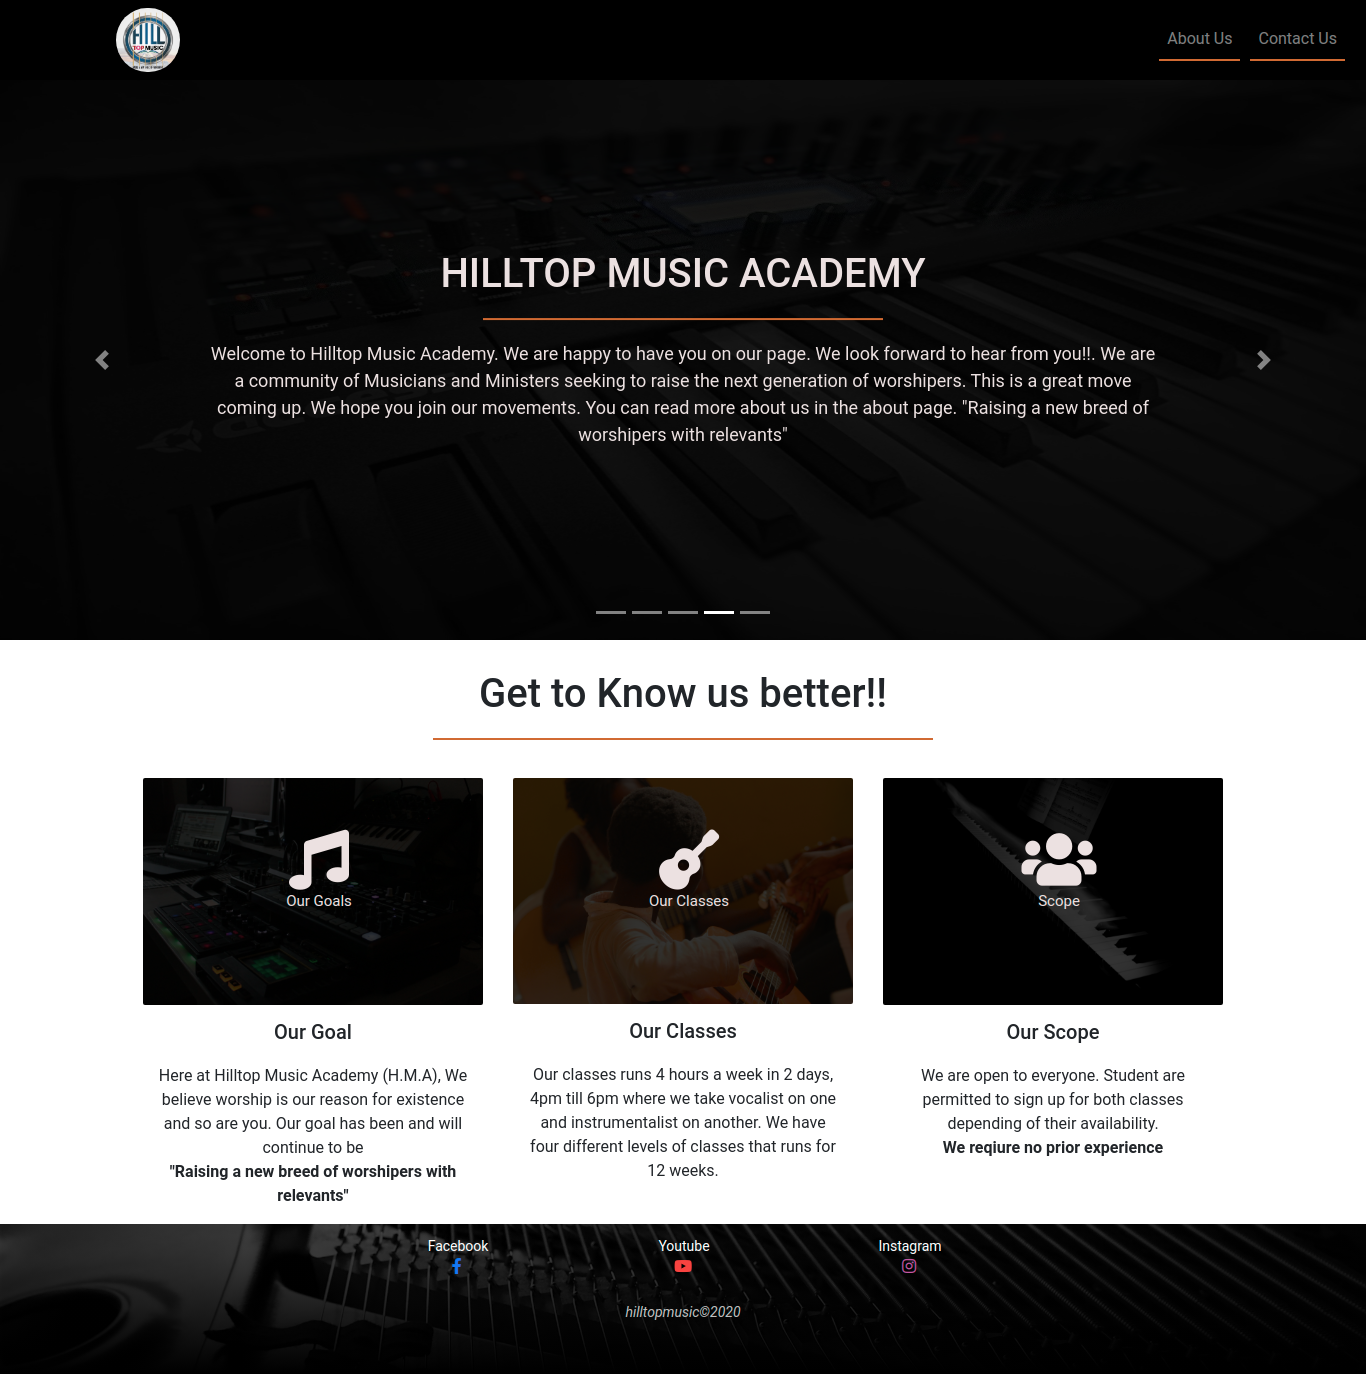 HILL
TOP MUSIC
About Us
Contact Us
HILLTOP MUSIC ACADEMY
Welcome to Hilltop Music Academy. We are happy to have you on our page. We look forward to hear from you!!. We are
a community of Musicians and Ministers seeking to raise the next generation of worshipers. This is a great move
coming up. We hope you join our movements. You can read more about us in the about page. "Raising a new breed of
worshipers with relevants"
Get to Know us better!!
Our Goals
Our Classes
Scope
Our Goal
Here at Hilltop Music Academy (H.M.A), We
believe worship is our reason for existence
and so are you. Our goal has been and will
continue to be
"Raising a new breed of worshipers with
relevants"
Our Classes
Our classes runs 4 hours a week in 2 days,
4pm till 6pm where we take vocalist on one
and instrumentalist on another. We have
four different levels of classes that runs for
12 weeks.
Our Scope
We are open to everyone. Student are
permitted to sign up for both classes
depending of their availability.
We reqiure no prior experience
Facebook
Youtube
Instagram
hilltopmusic©2020